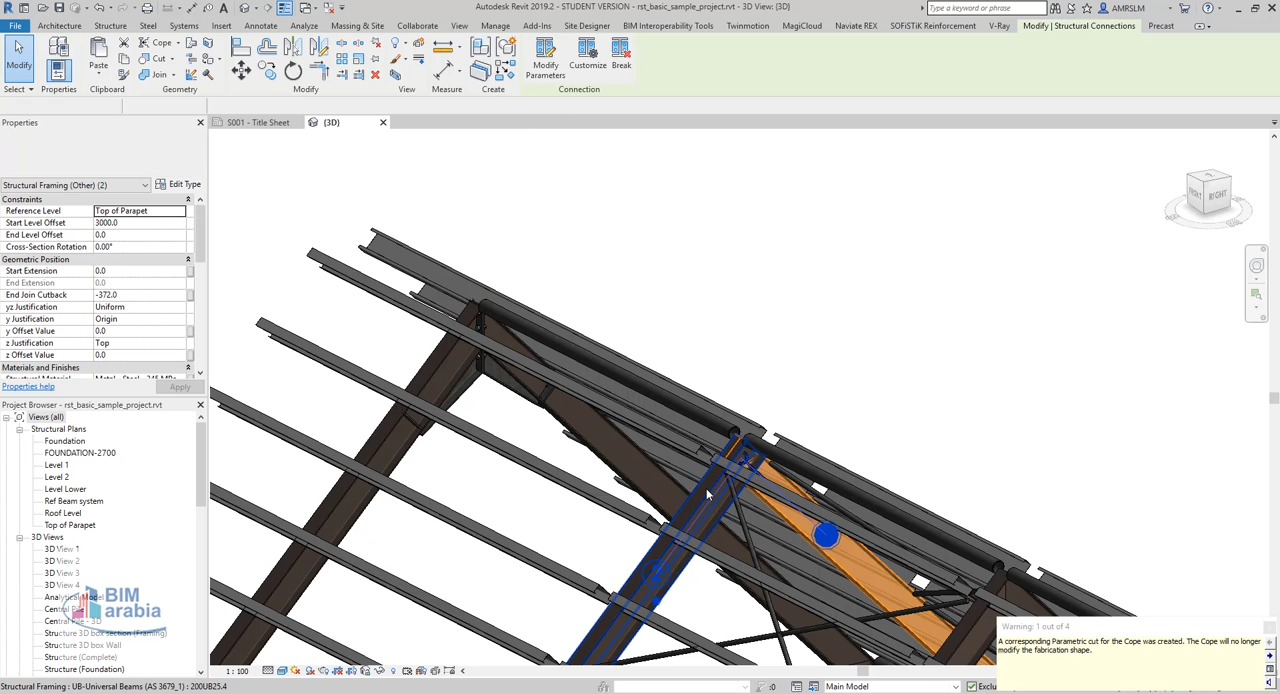 Autodesk Revit 2019.2 - STUDENT VERSION - rst_basic_sample_project.rvt - 3D View: {3D}
Type a keyword or phrase
AMRSLM
File Architecture Structure Steel Systems Insert Annotate Analyze Massing & Site Collaborate View Manage Add-Ins Site Designer BIM Interoperability Tools Twinmotion MagiCloud Naviate REX SOFiSTiK Reinforcement V-Ray Modify | Structural Connections Precast
Modify
Paste
Cope
Cut
Join
Modify Parameters
Customize
Break
Select Properties Clipboard Geometry Modify View Measure Create Connection
Properties
S001 - Title Sheet
{3D}
Structural Framing (Other) (2)
Edit Type
Constraints
Reference Level Top of Parapet
Start Level Offset 3000.0
End Level Offset 0.0
Cross-Section Rotation 0.00°
Geometric Position
Start Extension 0.0
End Extension 0.0
End Join Cutback -372.0
yz Justification Uniform
y Justification Origin
y Offset Value 0.0
z Justification Top
z Offset Value 0.0
Materials and Finishes
Properties help
Apply
Project Browser - rst_basic_sample_project.rvt
Views (all)
Structural Plans
Foundation
FOUNDATION-2700
Level 1
Level 2
Level Lower
Ref Beam system
Roof Level
Top of Parapet
3D Views
3D View 1
3D View 2
3D View 3
3D View 4
Structure 3D box section (Framing)
Structure 3D box Wall
Structure (Complete)
Structure (Foundation)
BIM
arabia
FRONT
RIGHT
Warning: 1 out of 4
A corresponding Parametric cut for the Cope was created. The Cope will no longer
modify the fabrication shape.
1 : 100
Structural Framing : UB-Universal Beams (AS 3679_1) : 200UB25.4
:0
Main Model